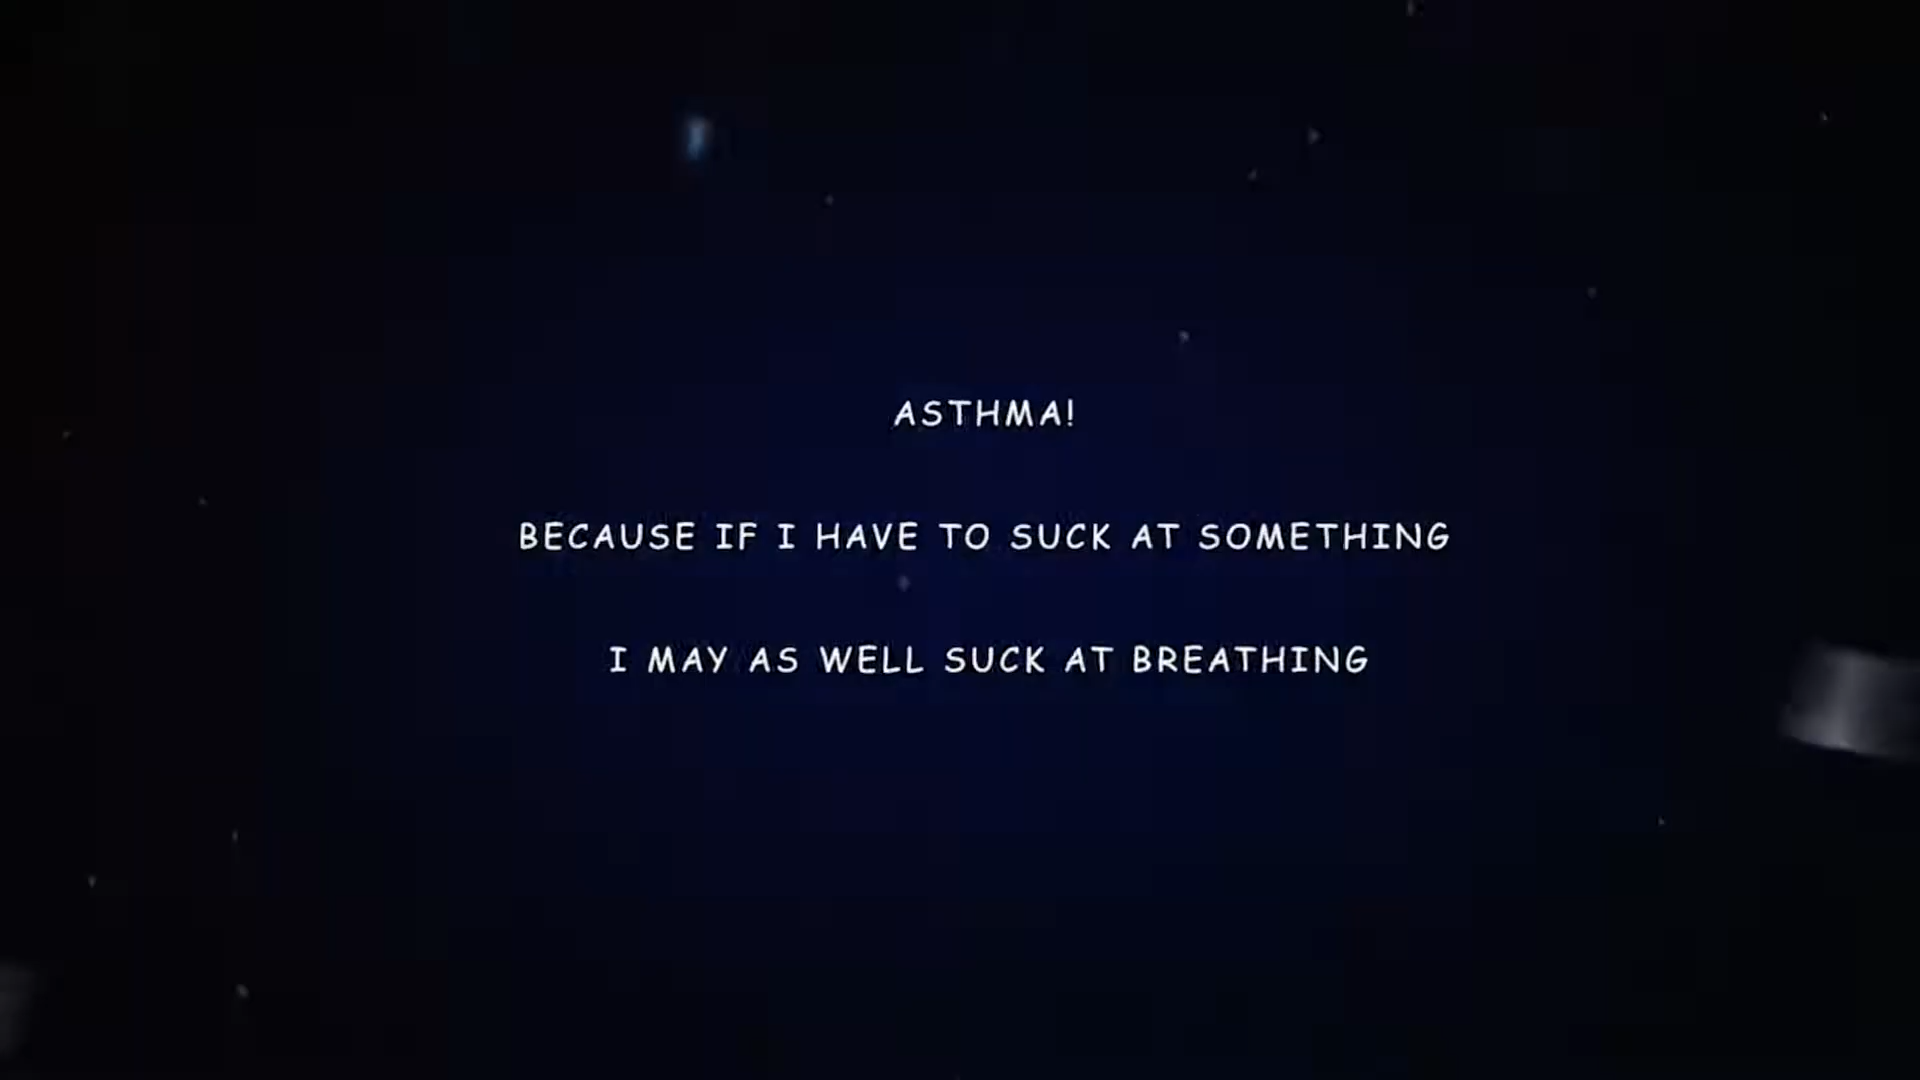 ASTHMA!
BECAUSE IF I HAVE TO SUCK AT SOMETHING
I MAY AS WELL SUCK AT BREATHING